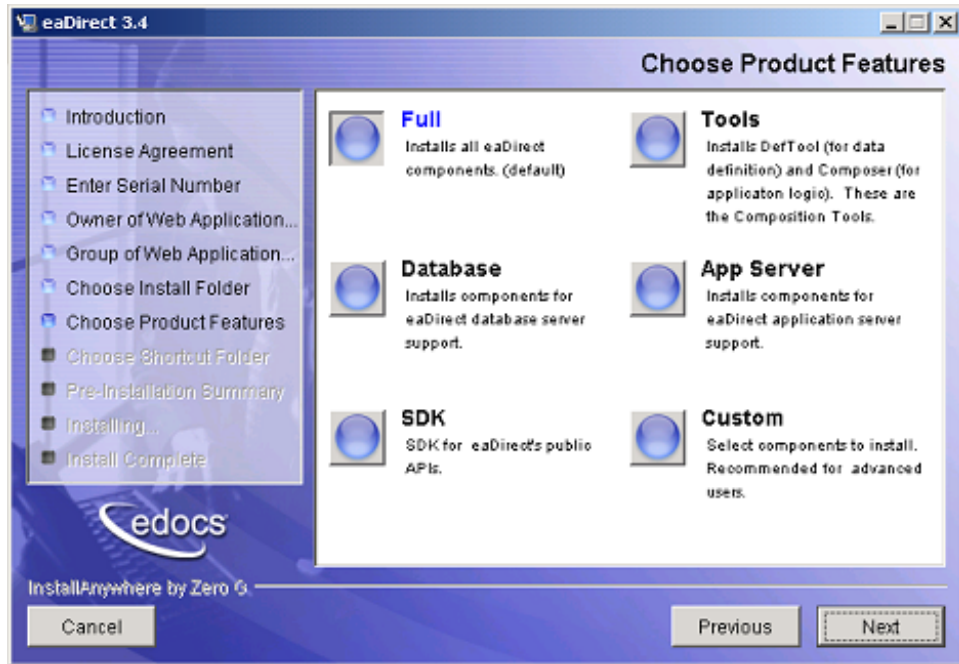 eaDirect 3.4
Choose Product Features
Introduction
License Agreement
Enter Serial Number
Owner of Web Application...
Group of Web Application...
Choose Install Folder
Choose Product Features
Choose Shortcut Folder
Pre-Installation Summary
Installing...
Install Complete
edocs
Full
Installs all eaDirect
components. (default)
Tools
Installs DefTool (for data
definition) and Composer (for
applicaton logic). These are
the Composition Tools.
Database
Installs components for
eaDirect database server
support.
App Server
Installs components for
eaDirect application server
support.
SDK
SDK for eaDirect's public
APIs.
Custom
Select components to install.
Recommended for advanced
users.
InstallAnywhere by Zero G.
Cancel
Previous
Next